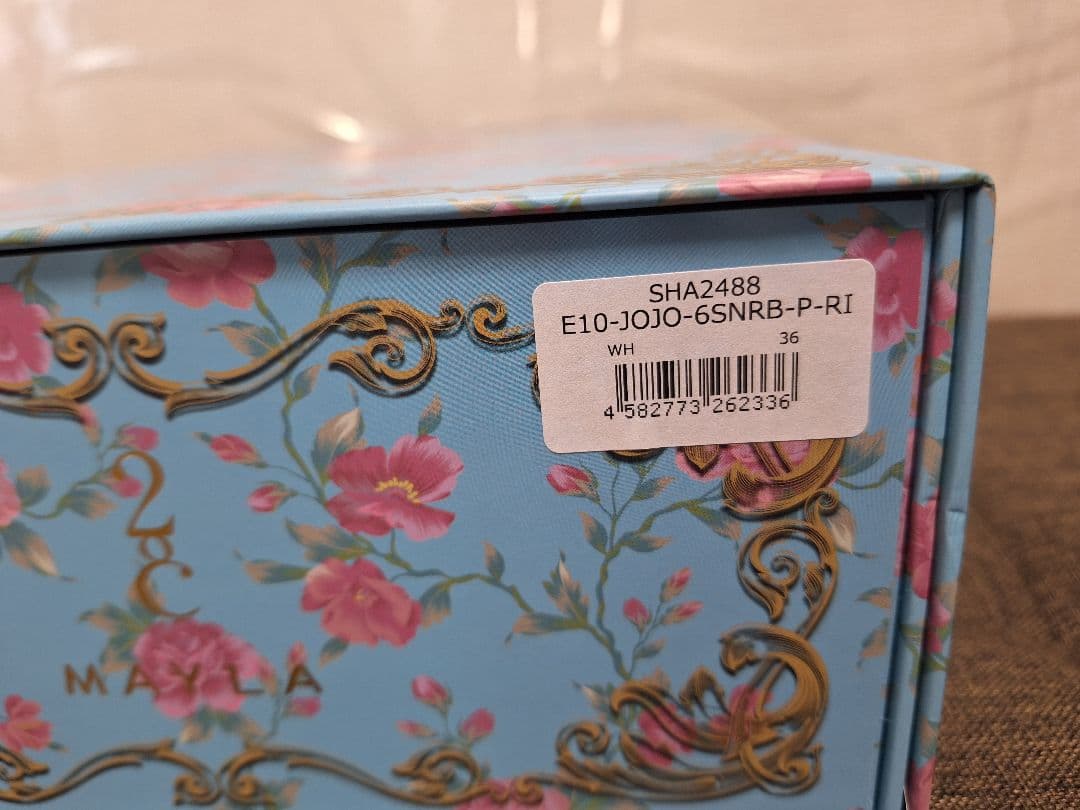 SHA2488
E10-JOJO-6SNRB-P-RI
WH 36
4 582773 262336
MAYLA